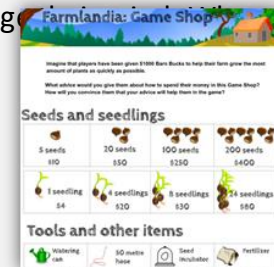 Farmlandia: Game Shop
Imagine that players have been given $1000 Barn Bucks to help their farm grow the most
amount of plants as quickly as possible.
What advice would you give them about how to spend their money in this Game Shop?
How will you convince them that your advice will help them in the game?
Seeds and seedlings
5 seeds 20 seeds 100 seeds 200 seeds
$10 $50 $250 $400
1 seedling 4 seedlings 8 seedlings 24 seedlings
$4 $20 $30 $80
Tools and other items
Watering can
50 metre hose
Seed Incubator
Fertiliser